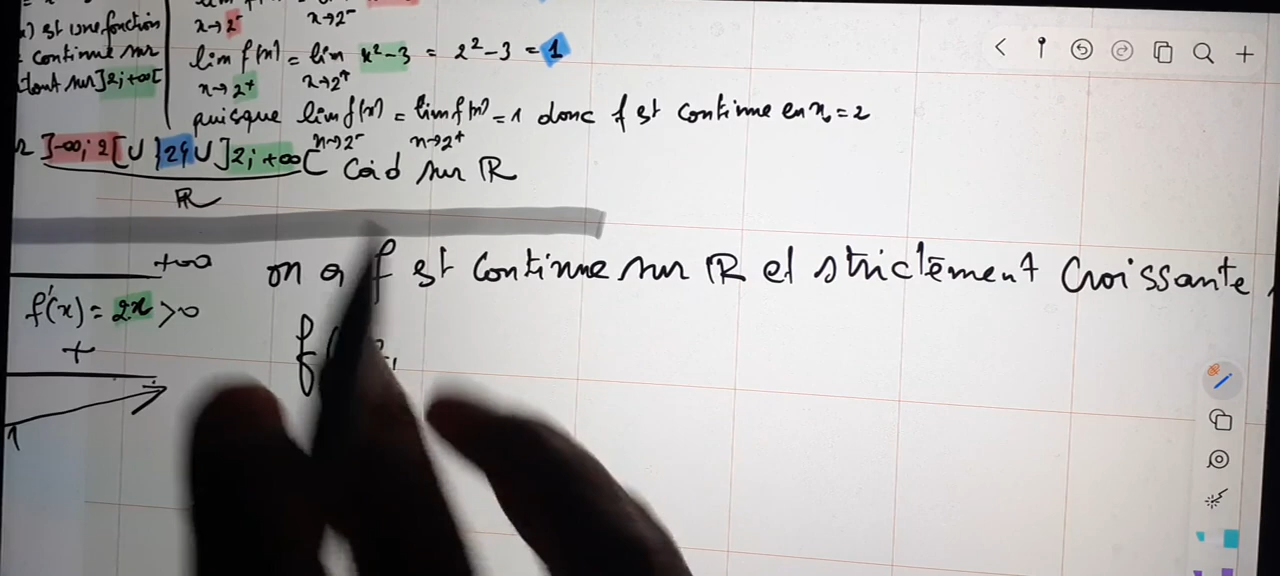 x→2⁻ x→2⁻
) st une fonction
continue sur
]2;+∞[
lim f(x) = lim x²-3 = 2²-3 = 1
x→2⁺ x→2⁺
puisque lim f(x) = lim f(x) = 1 donc f st continue en x₀ = 2
x→2⁻ x→2⁺
]-∞;2[ U {2} U ]2;+∞[ càd sur ℝ
ℝ
+∞
on a f st continue sur ℝ et strictement croissante
f'(x) = 2x > 0
+
f(
1